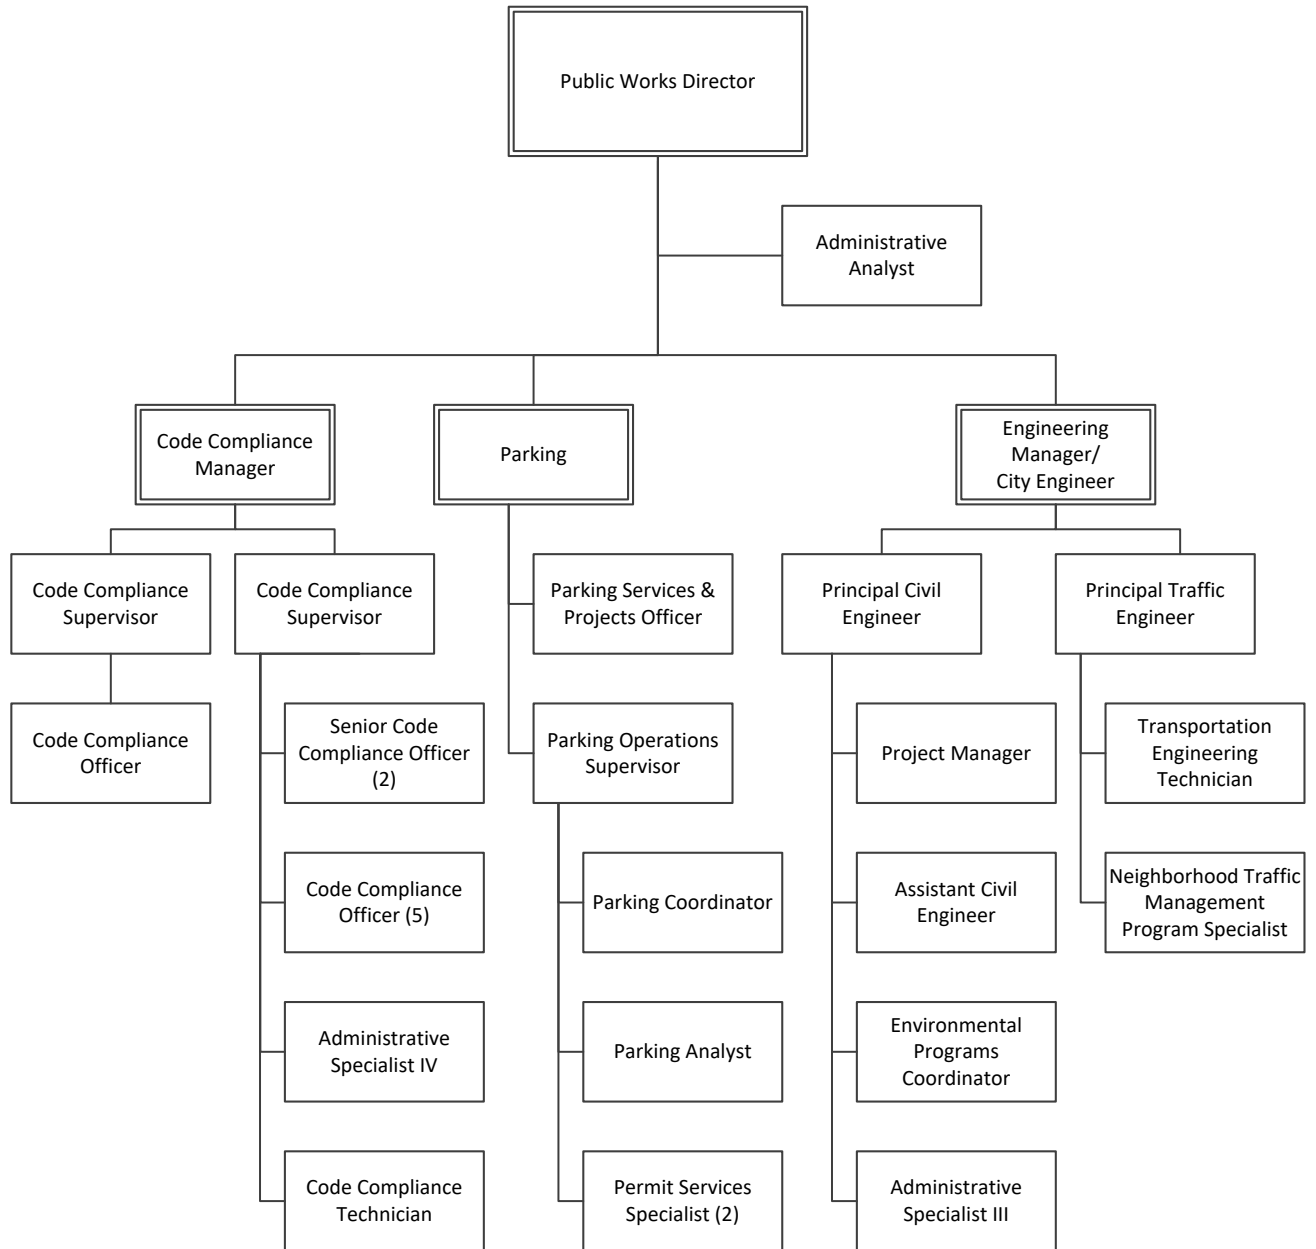 Public Works Director
Administrative
Analyst
Code Compliance
Manager
Parking
Engineering
Manager/
City Engineer
Code Compliance
Supervisor
Code Compliance
Supervisor
Parking Services &
Projects Officer
Principal Civil
Engineer
Principal Traffic
Engineer
Code Compliance
Officer
Senior Code
Compliance Officer
(2)
Parking Operations
Supervisor
Project Manager
Transportation
Engineering
Technician
Code Compliance
Officer (5)
Parking Coordinator
Assistant Civil
Engineer
Neighborhood Traffic
Management
Program Specialist
Administrative
Specialist IV
Parking Analyst
Environmental
Programs
Coordinator
Code Compliance
Technician
Permit Services
Specialist (2)
Administrative
Specialist III